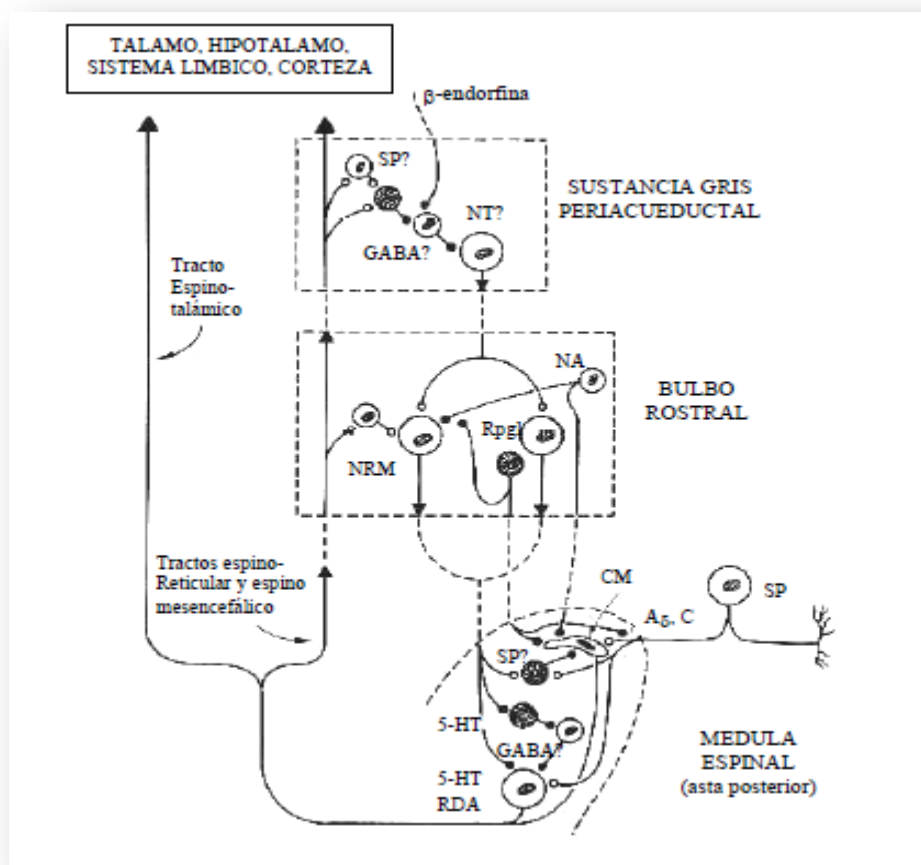 TALAMO, HIPOTALAMO,
SISTEMA LIMBICO, CORTEZA
β-endorfina
SP?
NT?
GABA?
SUSTANCIA GRIS
PERIACUEDUCTAL
Tracto
Espino-
talámico
NA
BULBO
ROSTRAL
Rpgl
NRM
Tractos espino-
Reticular y espino
mesencefálico
CM
Aδ, C
SP
SP?
5-HT
GABA?
5-HT
RDA
MEDULA
ESPINAL
(asta posterior)